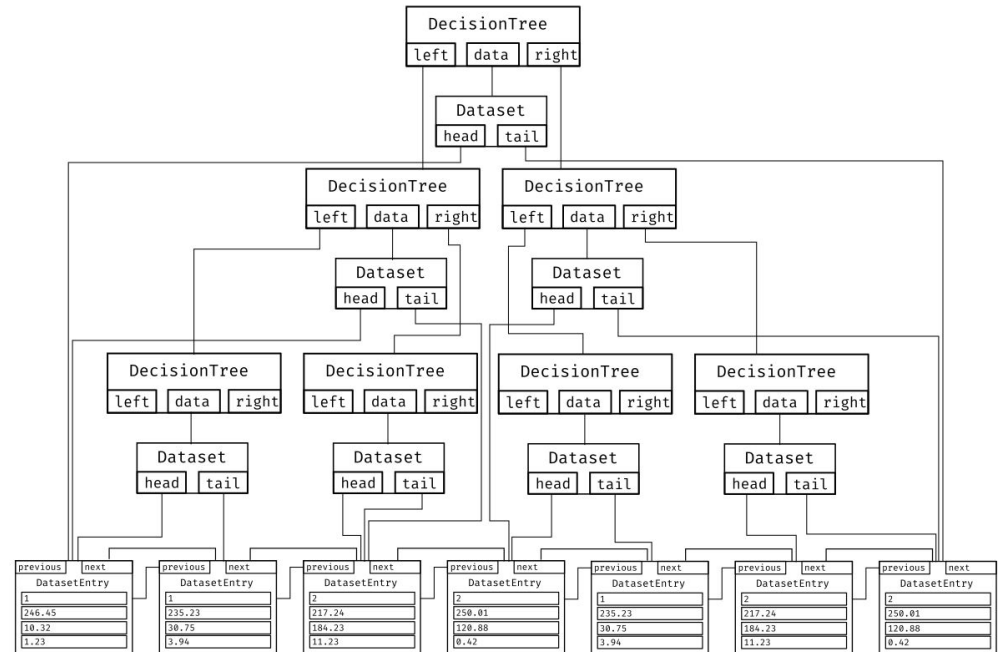 DecisionTree
left data right
Dataset
head tail
DecisionTree DecisionTree
left data right left data right
Dataset Dataset
head tail head tail
DecisionTree DecisionTree DecisionTree DecisionTree
left data right left data right left data right left data right
Dataset Dataset Dataset Dataset
head tail head tail head tail head tail
previous next previous next previous next previous next previous next previous next previous next
DatasetEntry DatasetEntry DatasetEntry DatasetEntry DatasetEntry DatasetEntry DatasetEntry
1 1 2 2 1 2 2
246.45 235.23 217.24 250.01 235.23 217.24 250.01
10.32 30.75 184.23 120.88 30.75 184.23 120.88
1.23 3.94 11.23 0.42 3.94 11.23 0.42